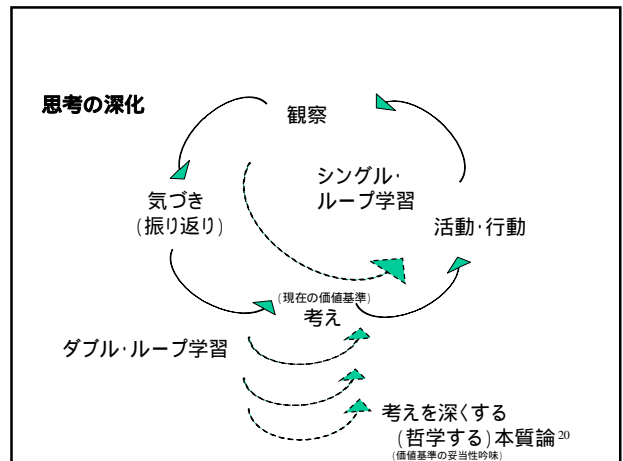 思考の深化
観察
シングル・
ループ学習
気づき
(振り返り)
活動・行動
(現在の価値基準)
考え
ダブル・ループ学習
考えを深くする
(哲学する)本質論 20
(価値基準の妥当性吟味)